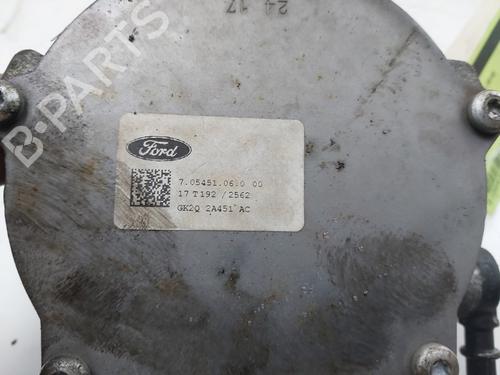 24 17
B-PARTS
Ford
7.05451.06.0 00
17 T192 / 2562
GK2Q 2A451 AC